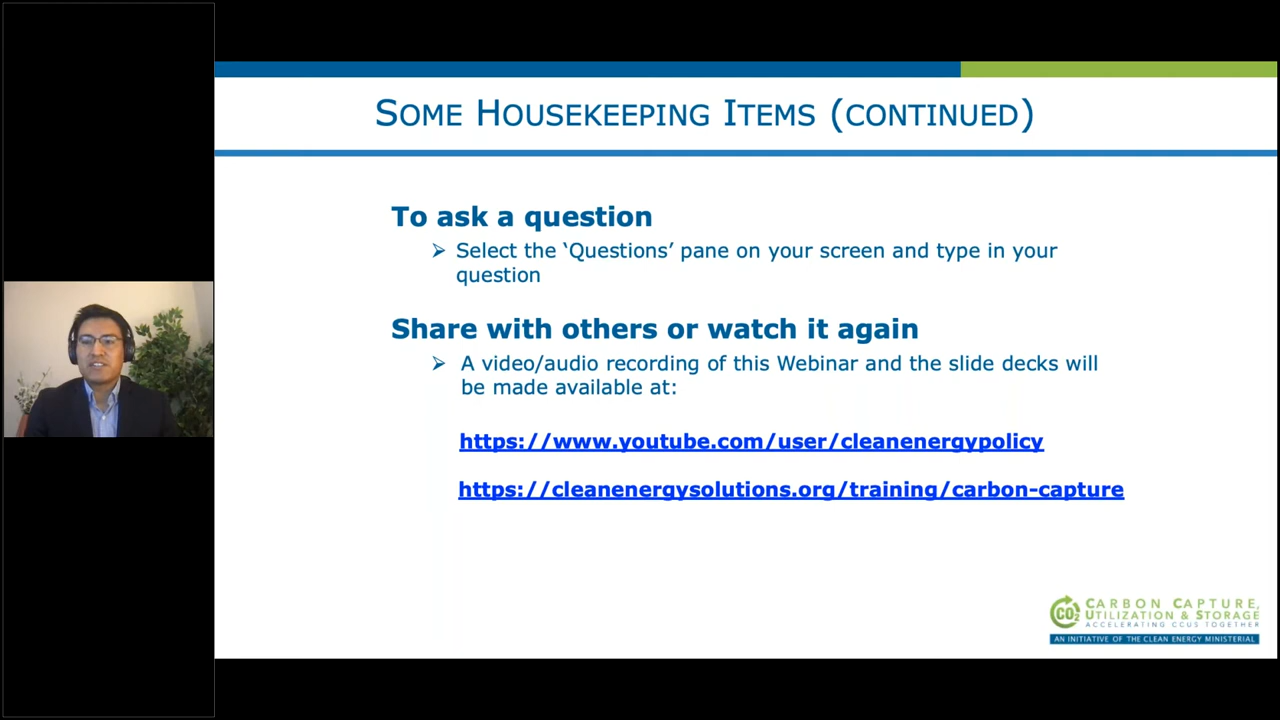 SOME HOUSEKEEPING ITEMS (CONTINUED)
To ask a question
➢ Select the ‘Questions’ pane on your screen and type in your
question
Share with others or watch it again
➢ A video/audio recording of this Webinar and the slide decks will
be made available at:
https://www.youtube.com/user/cleanenergypolicy
https://cleanenergysolutions.org/training/carbon-capture
CO2
CARBON CAPTURE,
UTILIZATION & STORAGE
ACCELERATING CCUS TOGETHER
AN INITIATIVE OF THE CLEAN ENERGY MINISTERIAL